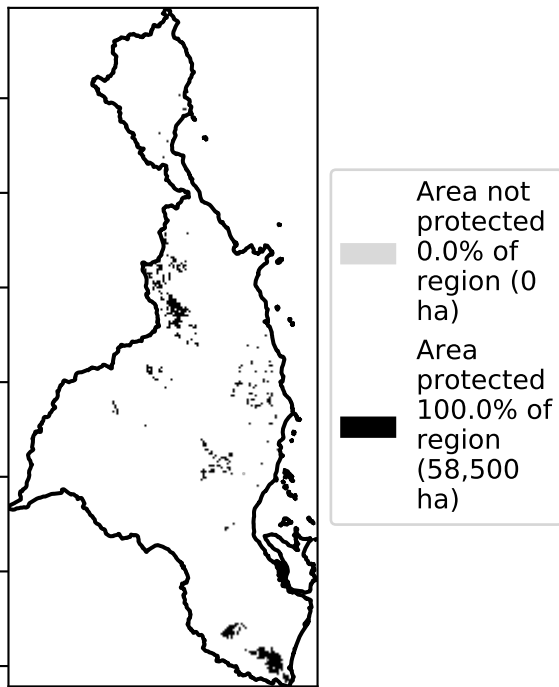 Area not
protected
0.0% of
region (0
ha)
Area
protected
100.0% of
region
(58,500
ha)